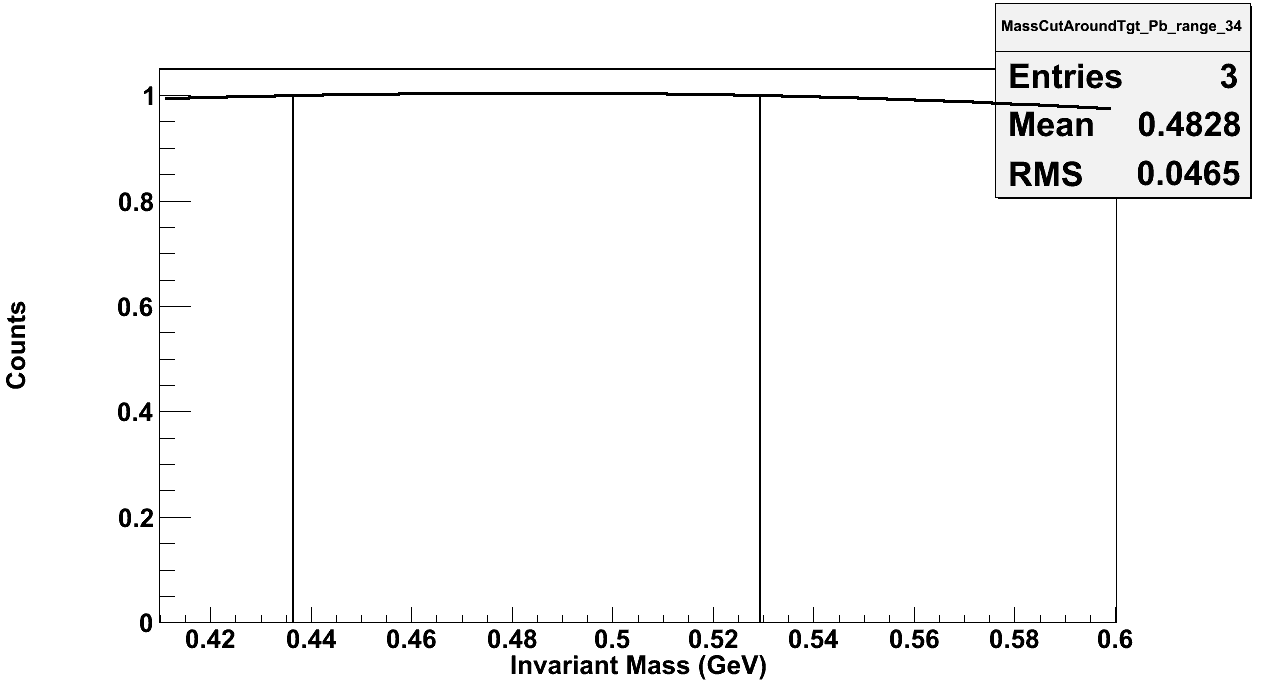 MassCutAroundTgt_Pb_range_34
Entries 3
Mean 0.4828
RMS 0.0465
Counts
1
0.8
0.6
0.4
0.2
0
0.42 0.44 0.46 0.48 0.5 0.52 0.54 0.56 0.58 0.6
Invariant Mass (GeV)